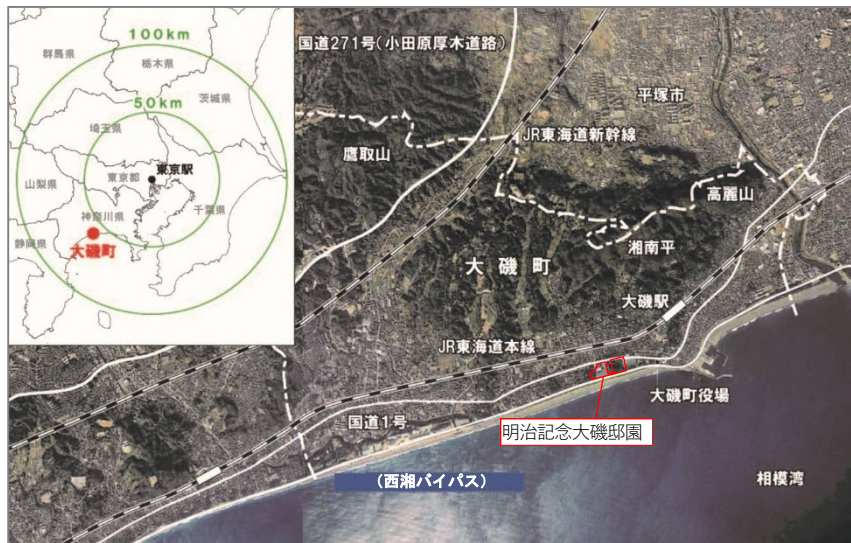 100km
群馬県
栃木県
茨城県
50km
埼玉県
東京駅
山梨県
東京都
千葉県
神奈川県
静岡県
大磯町
国道271号(小田原厚木道路)
平塚市
JR東海道新幹線
鷹取山
高麗山
湘南平
大磯町
大磯駅
JR東海道本線
大磯町役場
国道1号
明治記念大磯邸園
(西湘バイパス)
相模湾